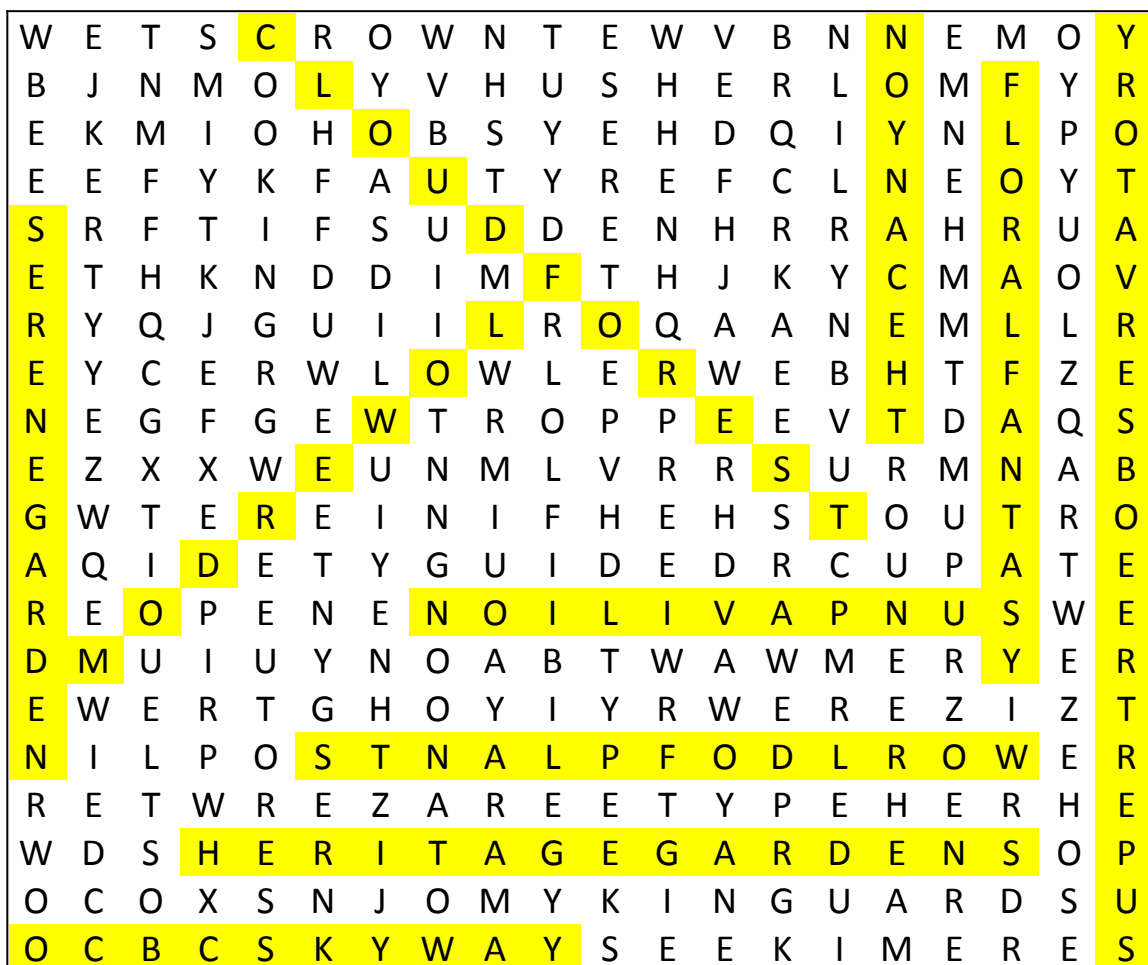 W E T S C R O W N T E W V B N N E M O Y
B J N M O L Y V H U S H E R L O M F Y R
E K M I O H O B S Y E H D Q I Y N L P O
E E F Y K F A U T Y R E F C L N E O Y T
S R F T I F S U D D E N H R R A H R U A
E T H K N D D I M F T H J K Y C M A O V
R Y Q J G U I I L R O Q A A N E M L L R
E Y C E R W L O W L E R W E B H T F Z E
N E G F G E W T R O P P E E V T D A Q S
E Z X X W E U N M L V R R S U R M N A B
G W T E R E I N I F H E H S T O U T R O
A Q I D E T Y G U I D E D R C U P A T E
R E O P E N E N O I L I V A P N U S W E
D M U I U Y N O A B T W A W M E R Y E R
E W E R T G H O Y I Y R W E R E Z I Z T
N I L P O S T N A L P F O D L R O W E R
R E T W R E Z A R E E T Y P E H E R H E
W D S H E R I T A G E G A R D E N S O P
O C O X S N J O M Y K I N G U A R D S U
O C B C S K Y W A Y S E E K I M E R E S